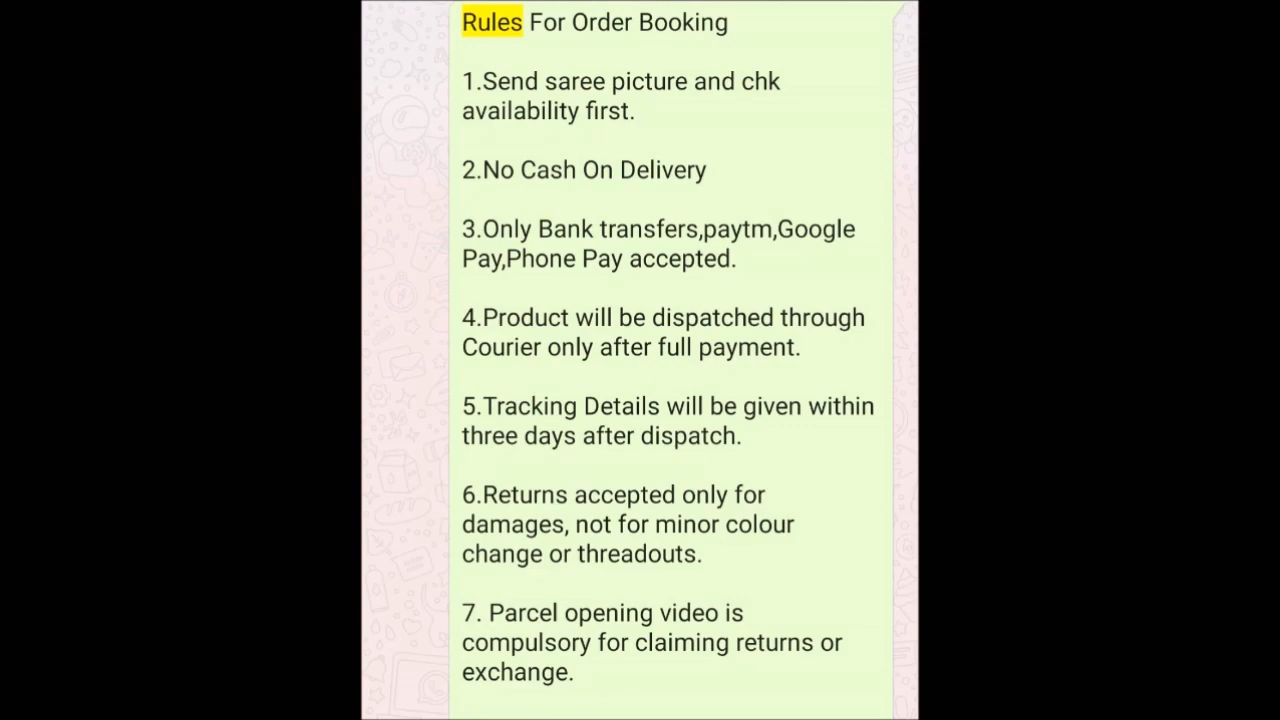 Rules For Order Booking
1.Send saree picture and chk
availability first.
2.No Cash On Delivery
3.Only Bank transfers,paytm,Google
Pay,Phone Pay accepted.
4.Product will be dispatched through
Courier only after full payment.
5.Tracking Details will be given within
three days after dispatch.
6.Returns accepted only for
damages, not for minor colour
change or threadouts.
7. Parcel opening video is
compulsory for claiming returns or
exchange.